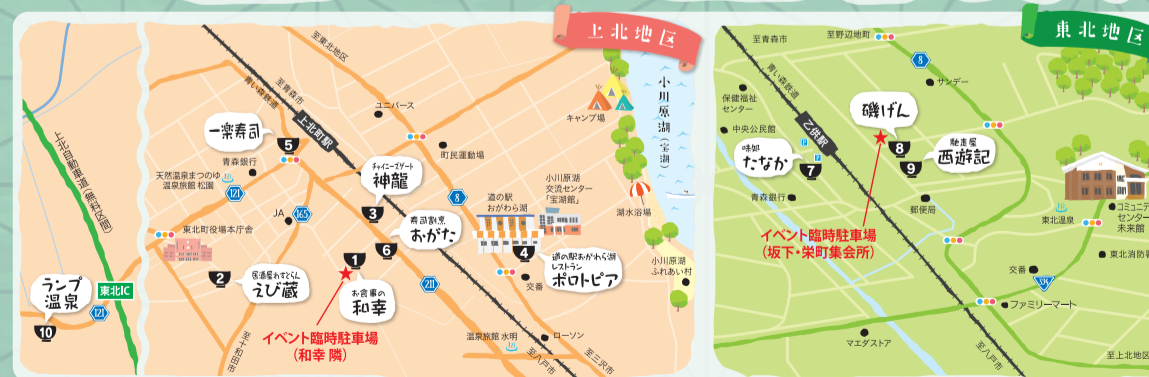 上北地区
至東北地区
至青森市
青い森鉄道
上北町駅
ユニバース
キャンプ場
小川原湖(宝湖)
一楽寿司
5
青森銀行
町民運動場
上北自動車道(無料区間)
天然温泉まつのゆ
温泉旅館 松園
121
チャイニーズゲート
神龍
3
8
小川原湖
交流センター
「宝湖館」
道の駅
おがわら湖
湖水浴場
JA
165
東北町役場本庁舎
寿司割烹
おがた
6
4
道の駅おがわら湖
レストラン
ポロトピア
小川原湖
ふれあい村
2
居酒屋れすとらん
えび蔵
1
お食事の
和幸
211
交番
ランプ
温泉
10
東北IC
121
イベント臨時駐車場
(和幸 隣)
至十和田市
温泉旅館 水明
ローソン
至八戸市
至三沢市
東北地区
至青森市
至野辺地町
8
サンデー
青い森鉄道
保健福祉
センター
中央公民館
乙供駅
磯げん
8
P
P
味処
たなか
7
馳走屋
西遊記
9
青森銀行
郵便局
イベント臨時駐車場
(坂下・栄町集会所)
東北温泉
コミュニティ
センター
未来館
東北消防署
交番
394
ファミリーマート
マエダストア
至八戸市
至上北地区